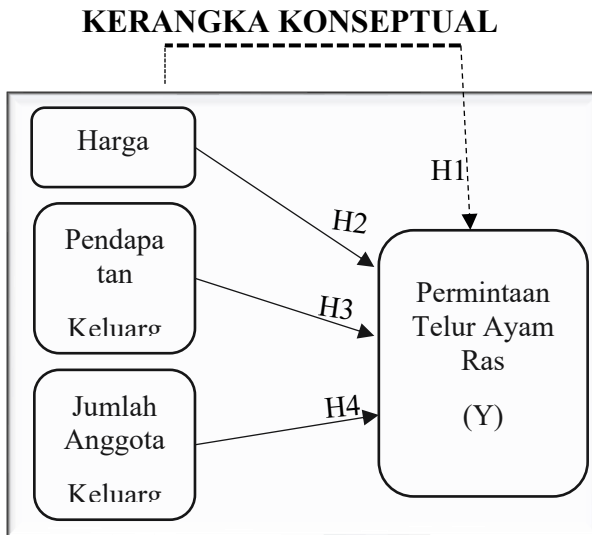 KERANGKA KONSEPTUAL
H1
Harga
H2
Pendapa
tan
Keluarg
H3
Jumlah
Anggota
Keluarg
H4
Permintaan
Telur Ayam
Ras
(Y)